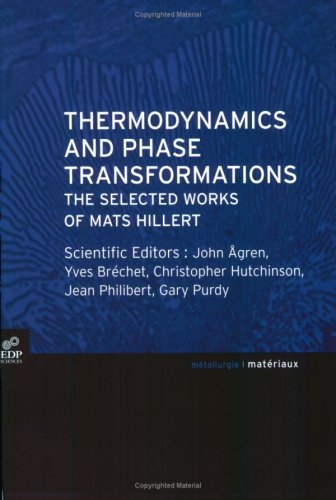 THERMODYNAMICS
AND PHASE
TRANSFORMATIONS
THE SELECTED WORKS
OF MATS HILLERT
Scientific Editors : John Ågren,
Yves Bréchet, Christopher Hutchinson,
Jean Philibert, Gary Purdy
EDP
SCIENCES
métallurgie | matériaux
Copyrighted Material
Copyrighted Material